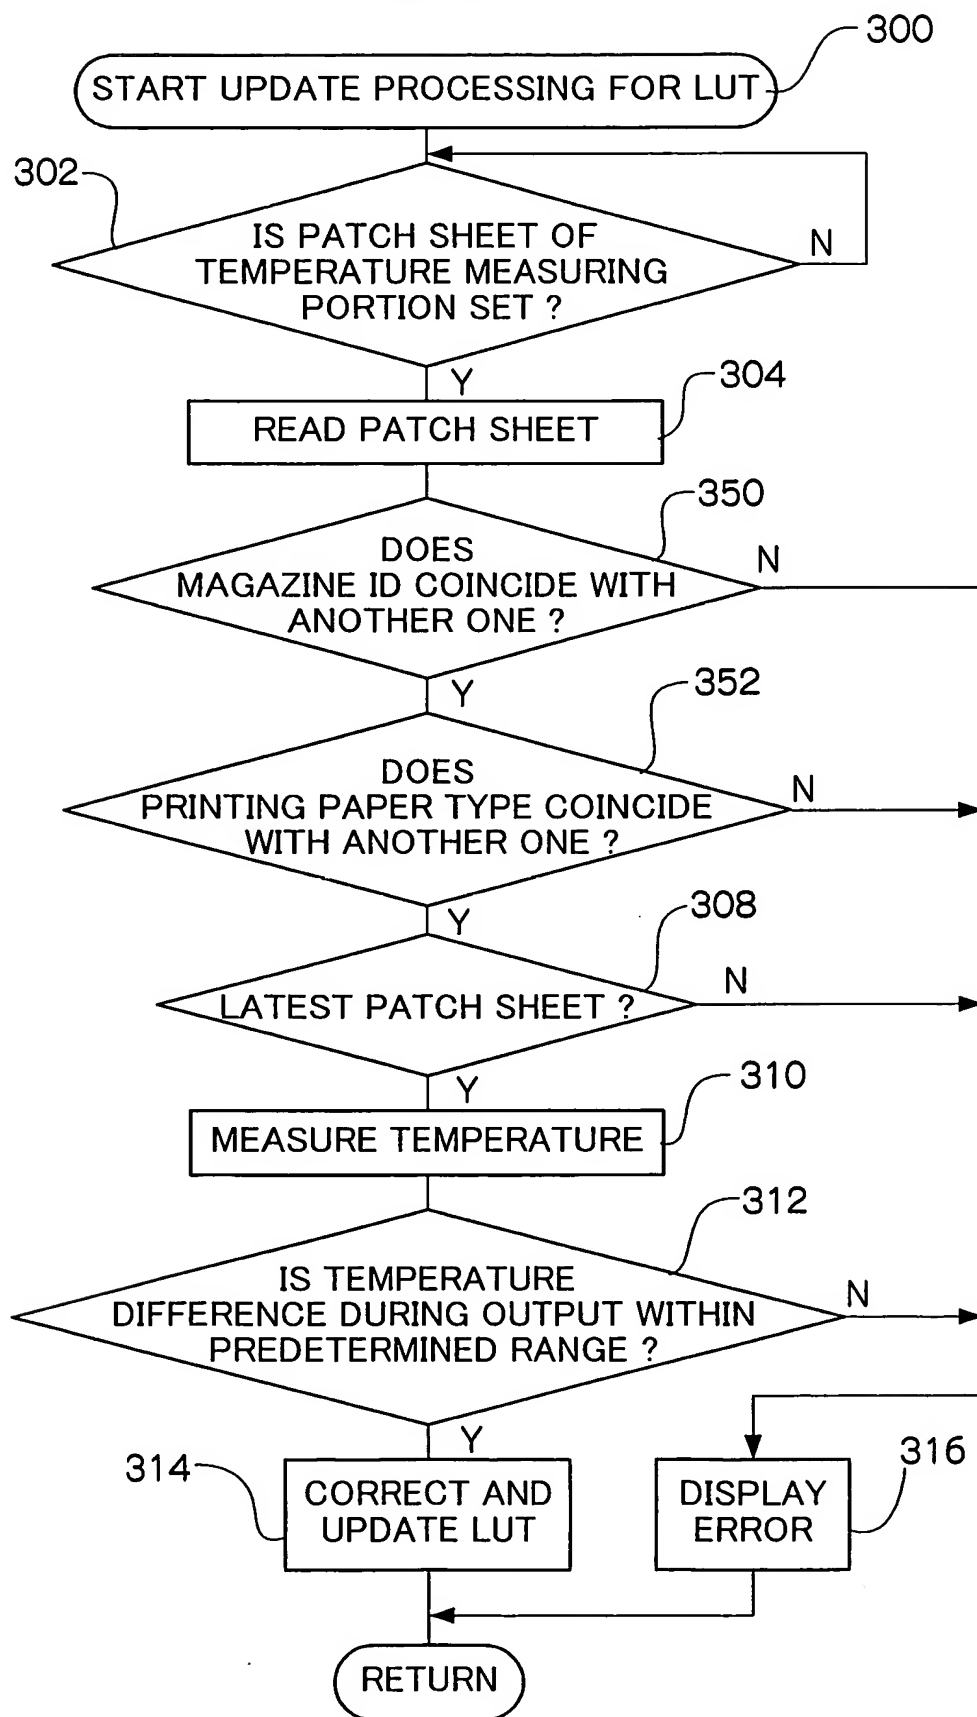 300
START UPDATE PROCESSING FOR LUT
302
IS PATCH SHEET OF
TEMPERATURE MEASURING
PORTION SET ?
N
Y
304
READ PATCH SHEET
350
DOES
MAGAZINE ID COINCIDE WITH
ANOTHER ONE ?
N
Y
352
DOES
PRINTING PAPER TYPE COINCIDE
WITH ANOTHER ONE ?
N
Y
308
LATEST PATCH SHEET ?
N
Y
310
MEASURE TEMPERATURE
312
IS TEMPERATURE
DIFFERENCE DURING OUTPUT WITHIN
PREDETERMINED RANGE ?
N
Y
314
CORRECT AND
UPDATE LUT
316
DISPLAY
ERROR
RETURN